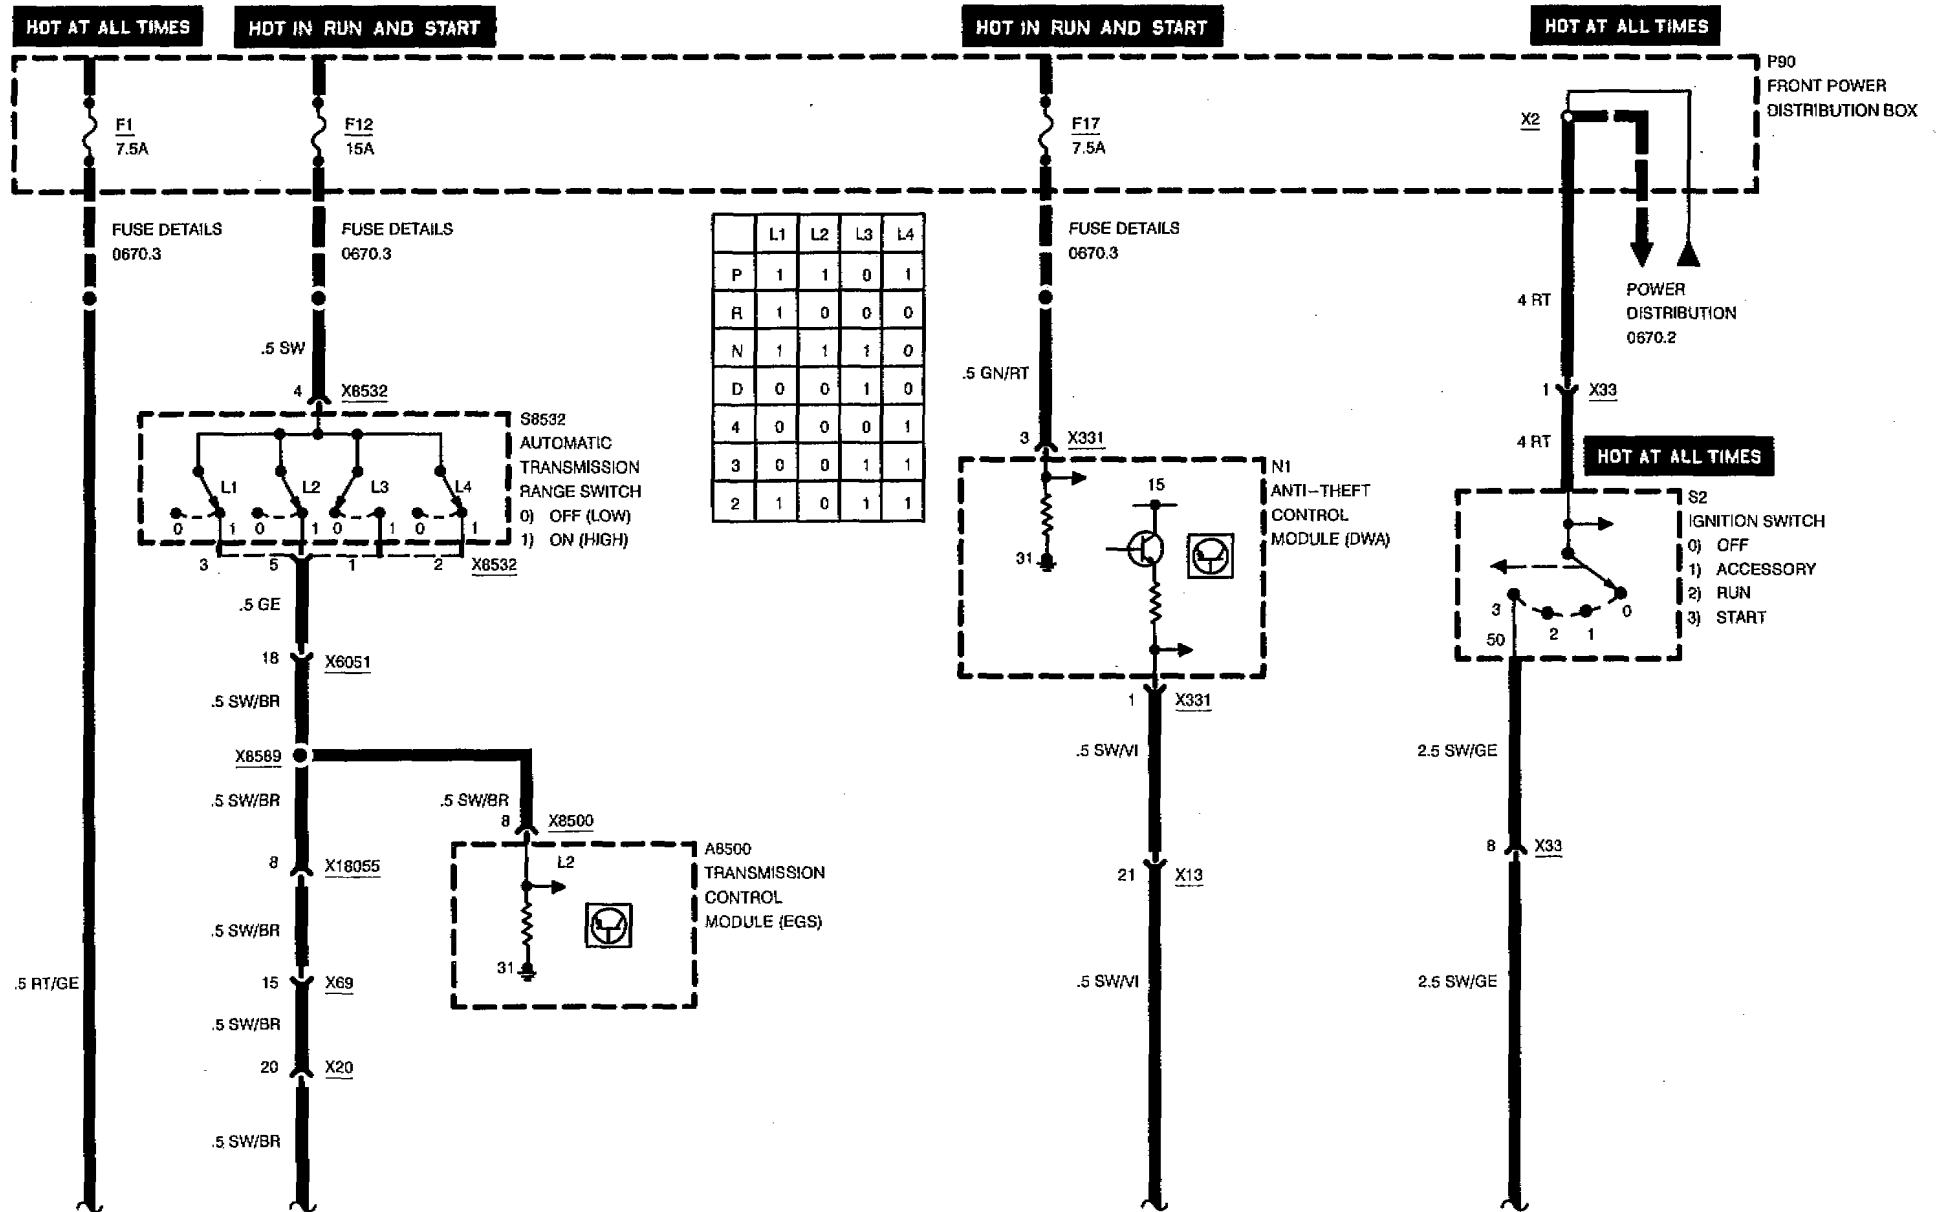 HOT AT ALL TIMES
HOT IN RUN AND START
HOT IN RUN AND START
HOT AT ALL TIMES
P90
FRONT POWER
DISTRIBUTION BOX
F1
7.5A
F12
15A
F17
7.5A
X2
FUSE DETAILS
0670.3
FUSE DETAILS
0670.3
FUSE DETAILS
0670.3
POWER
DISTRIBUTION
0670.2
L1 L2 L3 L4
P 1 1 0 1
R 1 0 0 0
N 1 1 1 0
D 0 0 1 0
4 0 0 0 1
3 0 0 1 1
2 1 0 1 1
.5 SW
4 X8532
S8532
AUTOMATIC
TRANSMISSION
RANGE SWITCH
0) OFF (LOW)
1) ON (HIGH)
L1 L2 L3 L4
0 1 0 1 0 1 0 1
3 5 1 2 X8532
.5 GE
18 X6051
.5 SW/BR
X8589
.5 SW/BR
.5 SW/BR
8 X8500
A8500
TRANSMISSION
CONTROL
MODULE (EGS)
L2
31
8 X18055
.5 SW/BR
15 X69
.5 RT/GE
.5 SW/BR
20 X20
.5 SW/BR
.5 GN/RT
3 X331
N1
ANTI-THEFT
CONTROL
MODULE (DWA)
15
31
1 X331
.5 SW/VI
21 X13
.5 SW/VI
4 RT
1 X33
4 RT
HOT AT ALL TIMES
S2
IGNITION SWITCH
0) OFF
1) ACCESSORY
2) RUN
3) START
3 2 1 0
50
2.5 SW/GE
8 X33
2.5 SW/GE